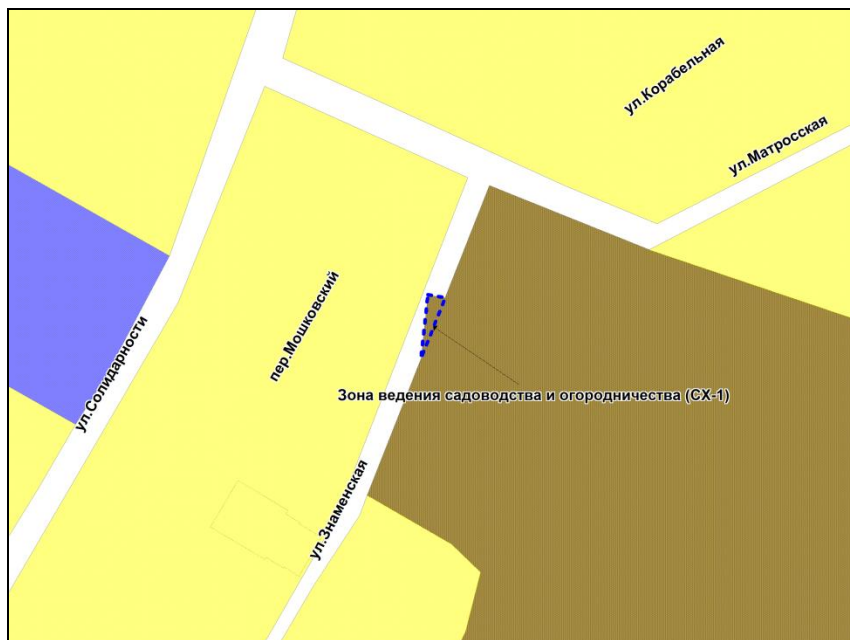 ул.Корабельная
ул.Матросская
пер.Мошковский
ул.Солидарности
Зона ведения садоводства и огородничества (СХ-1)
ул.Знаменская